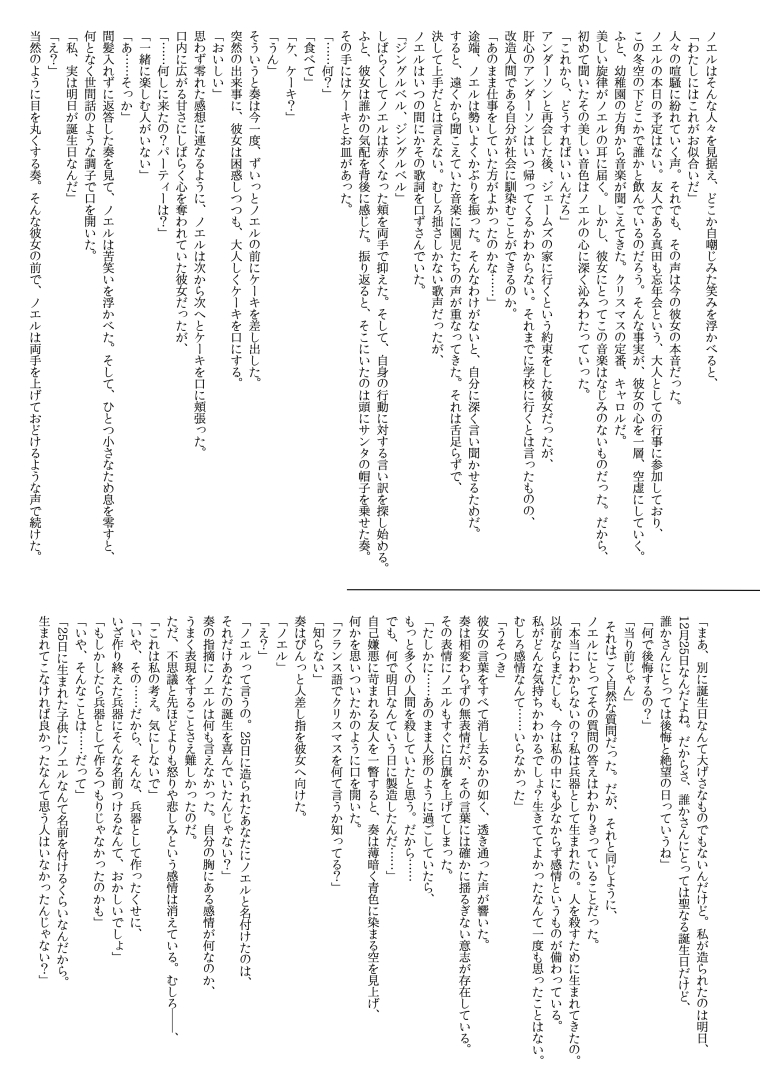 ノエルはそんな人々を見据え、どこか自嘲じみた笑みを浮かべると、
「わたしにはこれがお似合いだ」
人々の喧騒に紛れていく声。それでも、その声は今の彼女の本音だった。
ノエルの本日の予定はない。友人である真田も忘年会という、大人としての行事に参加しており、
この冬空の下どこかで誰かと飲んでいるのだろう。そんな事実が、彼女の心を一層、空虚にしていく。
ふと、幼稚園の方角から音楽が聞こえてきた。クリスマスの定番、キャロルだ。
美しい旋律がノエルの耳に届く。しかし、彼女にとってこの音楽はなじみのないものだった。だから、
初めて聞いたその美しい音色はノエルの心に深く沁みわたっていった。
「これから、どうすればいいんだろ」
アンダーソンと再会した後、ジェームズの家に行くという約束をした彼女だったが、
肝心のアンダーソンはいつ帰ってくるかわからない。それまでに学校に行くとは言ったものの、
改造人間である自分が社会に馴染むことができるのか。
「あのまま仕事をしていた方がよかったのかな……」
途端、ノエルは勢いよくかぶりを振った。そんなわけがないと、自分に深く言い聞かせるためだ。
すると、遠くから聞こえていた音楽に園児たちの声が重なってきた。それは舌足らずで、
決して上手だとは言えない。むしろ拙さしかない歌声だったが、
ノエルはいつの間にかその歌詞を口ずさんでいた。
「ジングルベル、ジングルベル」
しばらくしてノエルは赤くなった頬を両手で抑えた。そして、自身の行動に対する言い訳を探し始める。
ふと、彼女は誰かの気配を背後に感じた。振り返ると、そこにいたのは頭にサンタの帽子を乗せた奏。
その手にはケーキとお皿があった。
「……何？」
「食べて」
「ケ、ケーキ？」
「うん」
そういうと奏は今一度、ずいっとノエルの前にケーキを差し出した。
突然の出来事に、彼女は困惑しつつも、大人しくケーキを口にする。
「おいしい」
思わず零れた感想に連なるように、ノエルは次から次へとケーキを口に頬張った。
口内に広がる甘さにしばらく心を奪われていた彼女だったが、
「……何しに来たの？パーティーは？」
「一緒に楽しむ人がいない」
「あ……そっか」
間髪入れずに返答した奏を見て、ノエルは苦笑いを浮かべた。そして、ひとつ小さなため息を零すと、
何となく世間話のような調子で口を開いた。
「私、実は明日が誕生日なんだ」
「え？」
当然のように目を丸くする奏。そんな彼女の前で、ノエルは両手を上げておどけるような声で続けた。
「まあ、別に誕生日なんて大げさなものでもないんだけど。私が造られたのは明日、
12月25日なんだよね。だからさ、誰かさんにとっては聖なる誕生日だけど、
誰かさんにとっては後悔と絶望の日っていうね」
「何で後悔するの？」
「当り前じゃん」
それはごく自然な質問だった。だが、それと同じように、
ノエルにとってその質問の答えはわかりきっていることだった。
「本当にわからないの？私は兵器として生まれたの。人を殺すために生まれてきたの。
以前ならまだしも、今は私の中にも少なからず感情というものが備わっている。
私がどんな気持ちかわかるでしょ？生きててよかったなんて一度も思ったことはない。
むしろ感情なんて……いらなかった」
「うそつき」
彼女の言葉をすべて消し去るかの如く、透き通った声が響いた。
奏は相変わらずの無表情だが、その言葉には確かに揺るぎない意志が存在している。
その表情にノエルもすぐに白旗を上げてしまった。
「たしかに……あのまま人形のように過ごしていたら、
もっと多くの人間を殺していたと思う。だから……
でも、何で明日なんていう日に製造したんだ……」
自己嫌悪に苛まれる友人を一瞥すると、奏は薄暗く青色に染まる空を見上げ、
何かを思いついたかのように口を開いた。
「フランス語でクリスマスを何て言うか知ってる？」
「知らない」
奏はぴんっと人差し指を彼女へ向けた。
「ノエル」
「え？」
「ノエルって言うの。25日に造られたあなたにノエルと名付けたのは、
それだけあなたの誕生を喜んでいたんじゃない？」
奏の指摘にノエルは何も言えなかった。自分の胸にある感情が何なのか、
うまく表現をすることさえ難しかったのだ。
ただ、不思議と先ほどよりも怒りや悲しみという感情は消えている。むしろ――、
「これは私の考え。気にしないで」
「いや、その……だから、そんな、兵器として作ったくせに、
いざ作り終えた兵器にそんな名前つけるなんて、おかしいでしょ」
「もしかしたら兵器として作るつもりじゃなかったのかも」
「いや、そんなことは……だって」
「25日に生まれた子供にノエルなんて名前を付けるくらいなんだから。
生まれてこなければ良かったなんて思う人はいなかったんじゃない？」